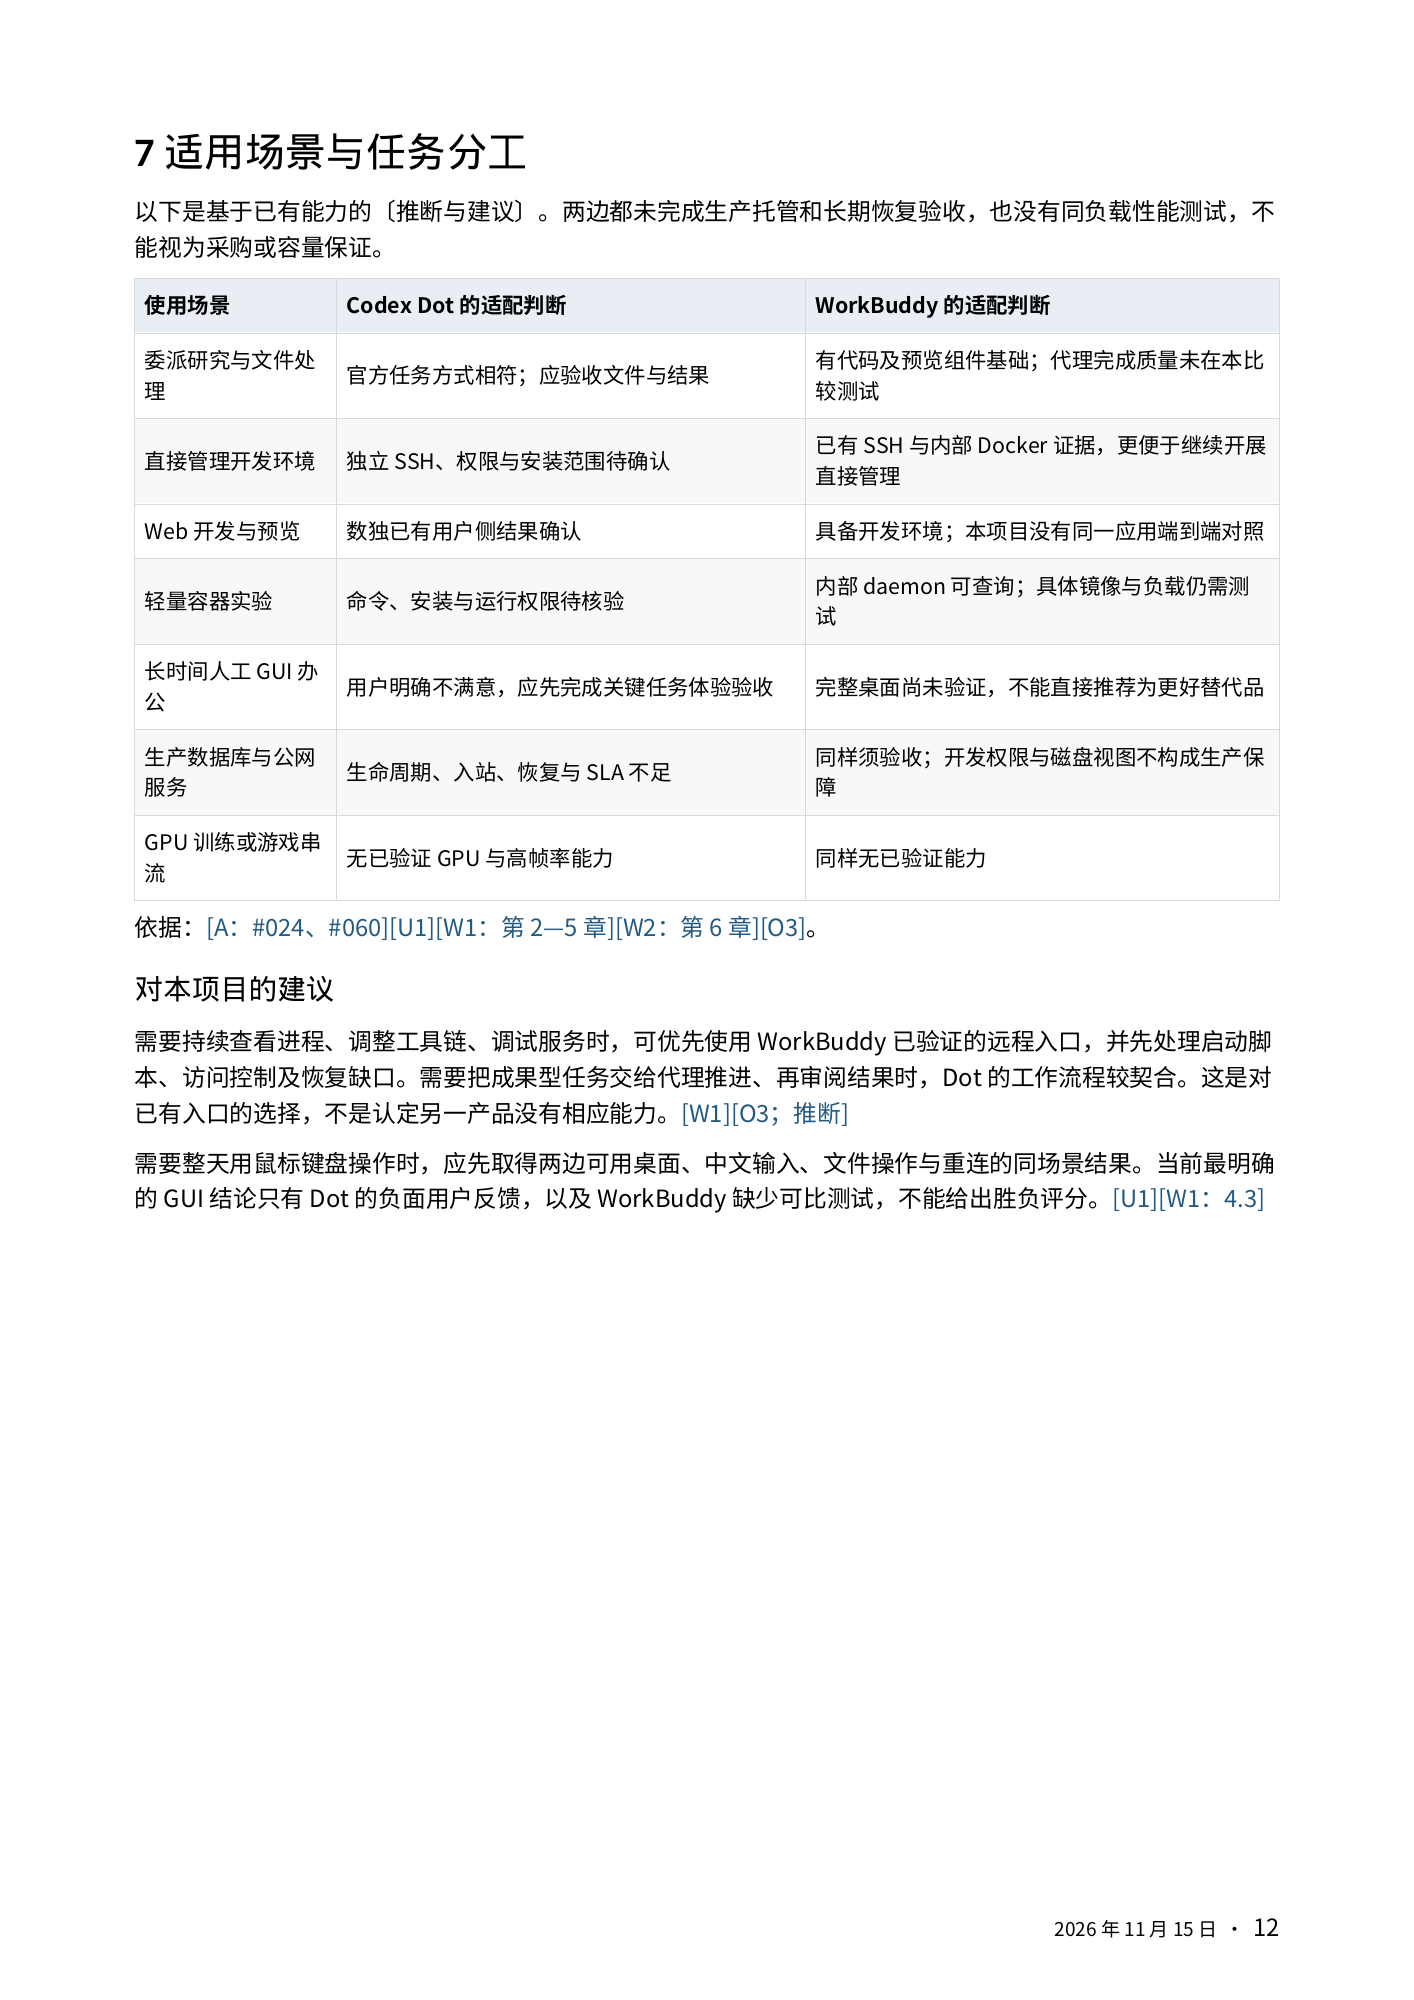 7 适用场景与任务分工
以下是基于已有能力的〔推断与建议〕。两边都未完成生产托管和长期恢复验收，也没有同负载性能测试，不
能视为采购或容量保证。
使用场景 Codex Dot 的适配判断 WorkBuddy 的适配判断
委派研究与文件处
理
官方任务方式相符；应验收文件与结果
有代码及预览组件基础；代理完成质量未在本比
较测试
直接管理开发环境
独立 SSH、权限与安装范围待确认
已有 SSH 与内部 Docker 证据，更便于继续开展
直接管理
Web 开发与预览
数独已有用户侧结果确认
具备开发环境；本项目没有同一应用端到端对照
轻量容器实验
命令、安装与运行权限待核验
内部 daemon 可查询；具体镜像与负载仍需测
试
长时间人工 GUI 办
公
用户明确不满意，应先完成关键任务体验验收
完整桌面尚未验证，不能直接推荐为更好替代品
生产数据库与公网
服务
生命周期、入站、恢复与 SLA 不足
同样须验收；开发权限与磁盘视图不构成生产保
障
GPU 训练或游戏串
流
无已验证 GPU 与高帧率能力
同样无已验证能力
依据：[A：#024、#060][U1][W1：第 2—5 章][W2：第 6 章][O3]。
对本项目的建议
需要持续查看进程、调整工具链、调试服务时，可优先使用 WorkBuddy 已验证的远程入口，并先处理启动脚
本、访问控制及恢复缺口。需要把成果型任务交给代理推进、再审阅结果时，Dot 的工作流程较契合。这是对
已有入口的选择，不是认定另一产品没有相应能力。[W1][O3；推断]
需要整天用鼠标键盘操作时，应先取得两边可用桌面、中文输入、文件操作与重连的同场景结果。当前最明确
的 GUI 结论只有 Dot 的负面用户反馈，以及 WorkBuddy 缺少可比测试，不能给出胜负评分。[U1][W1：4.3]
2026 年 11 月 15 日 · 12